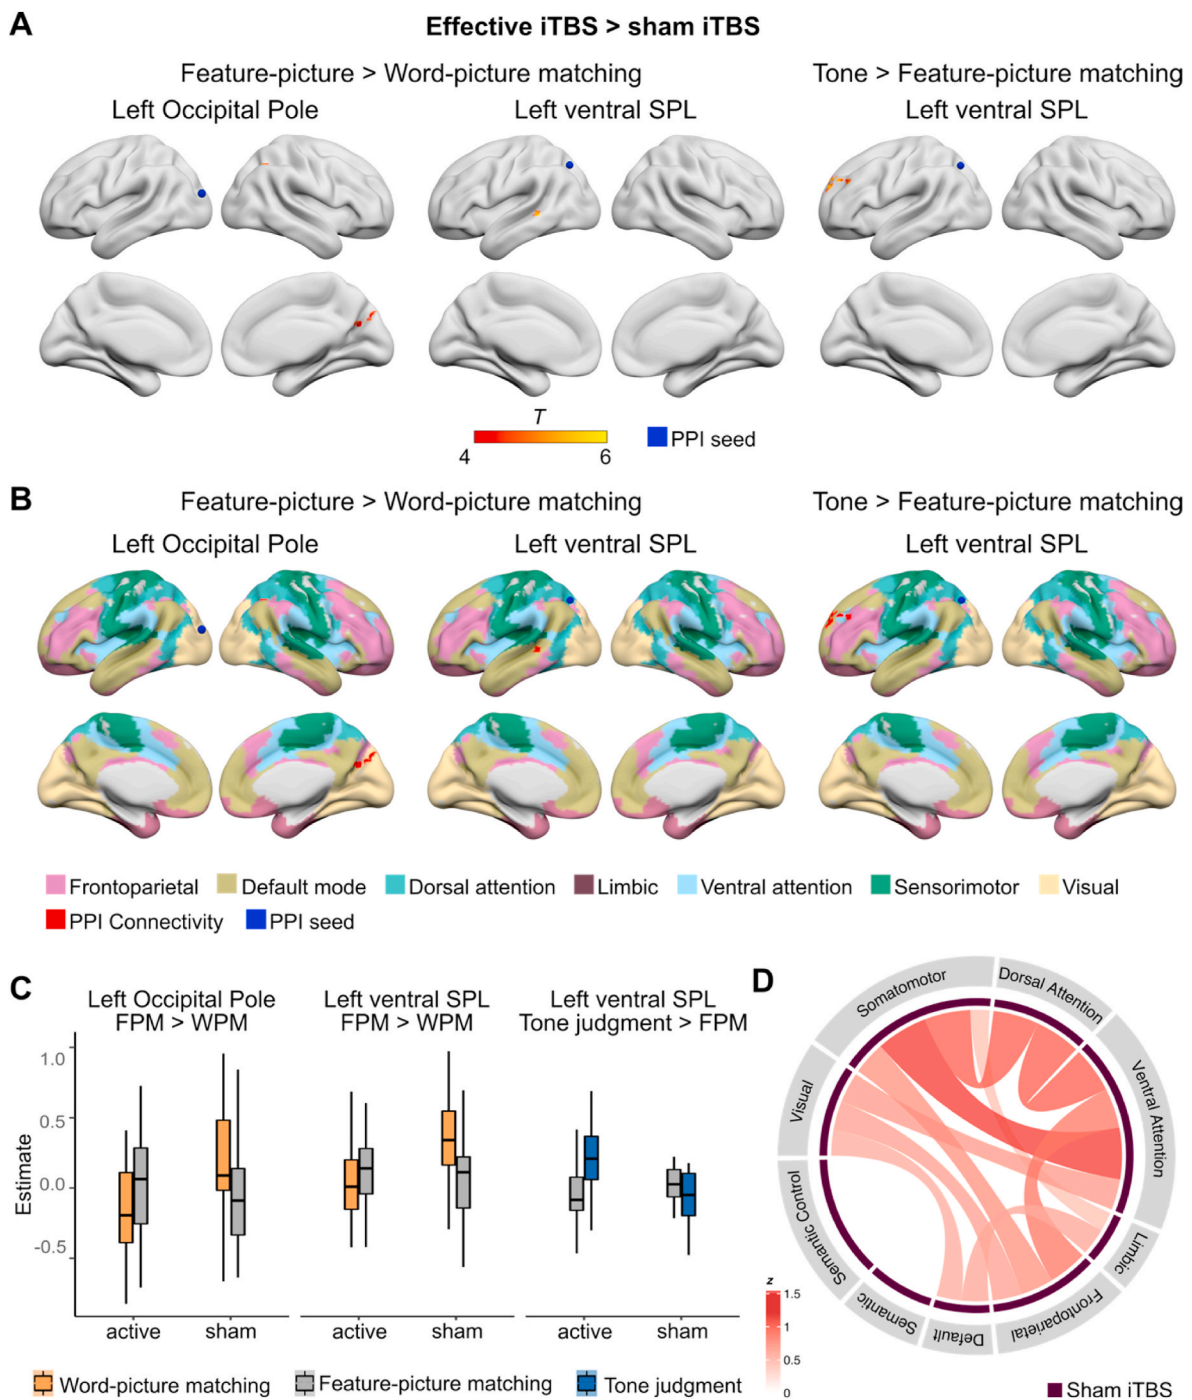 A
Effective iTBS > sham iTBS
Feature-picture > Word-picture matching
Tone > Feature-picture matching
Left Occipital Pole
Left ventral SPL
Left ventral SPL
T
4
6
PPI seed
B
Feature-picture > Word-picture matching
Tone > Feature-picture matching
Left Occipital Pole
Left ventral SPL
Left ventral SPL
Frontoparietal
Default mode
Dorsal attention
Limbic
Ventral attention
Sensorimotor
Visual
PPI Connectivity
PPI seed
C
Left Occipital Pole
FPM > WPM
Left ventral SPL
FPM > WPM
Left ventral SPL
Tone judgment > FPM
Estimate
1.0
0.5
0.0
-0.5
active
sham
active
sham
active
sham
Word-picture matching
Feature-picture matching
Tone judgment
D
Somatomotor
Dorsal Attention
Ventral Attention
Limbic
Frontoparietal
Default
Semantic
Semantic Control
Visual
z
1.5
1
0.5
0
Sham iTBS